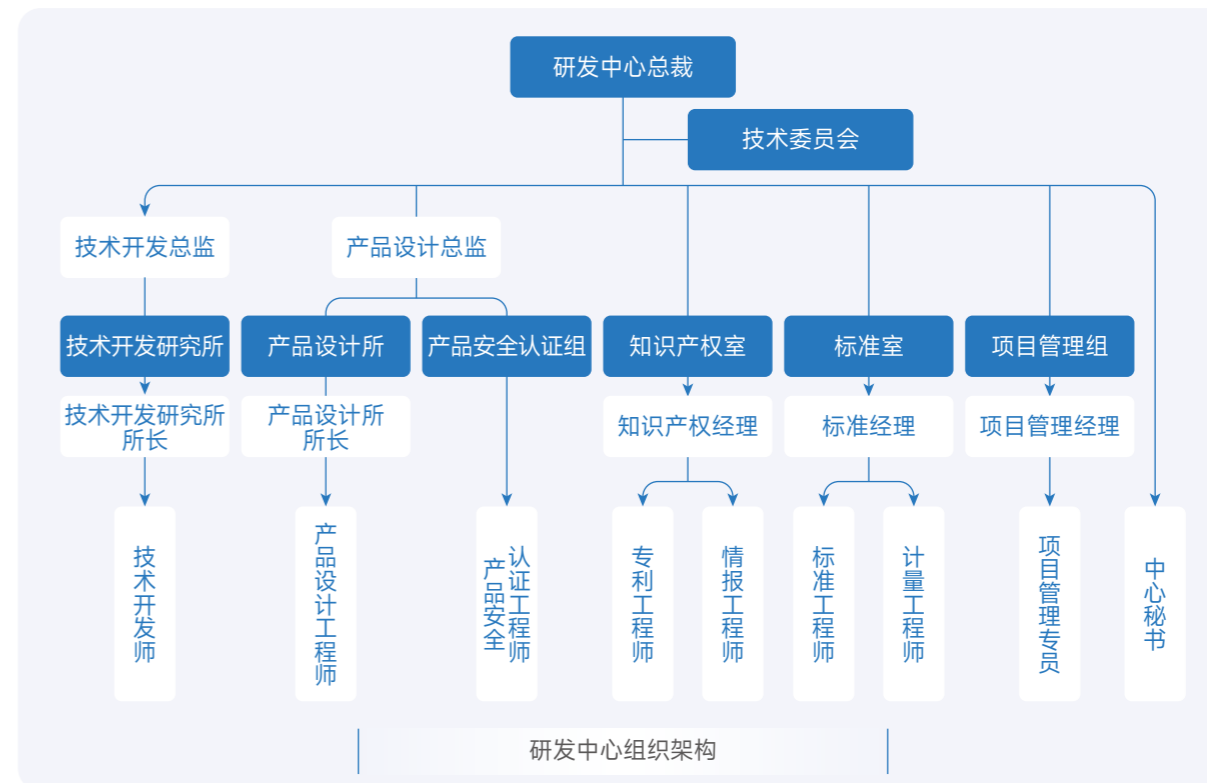 研发中心总裁
技术委员会
技术开发总监
产品设计总监
技术开发研究所
产品设计所
产品安全认证组
知识产权室
标准室
项目管理组
技术开发研究所
所长
产品设计所
所长
知识产权经理
标准经理
项目管理经理
技术开发师
产品设计工程师
产品安全
认证工程师
专利工程师
情报工程师
标准工程师
计量工程师
项目管理专员
中心秘书
研发中心组织架构